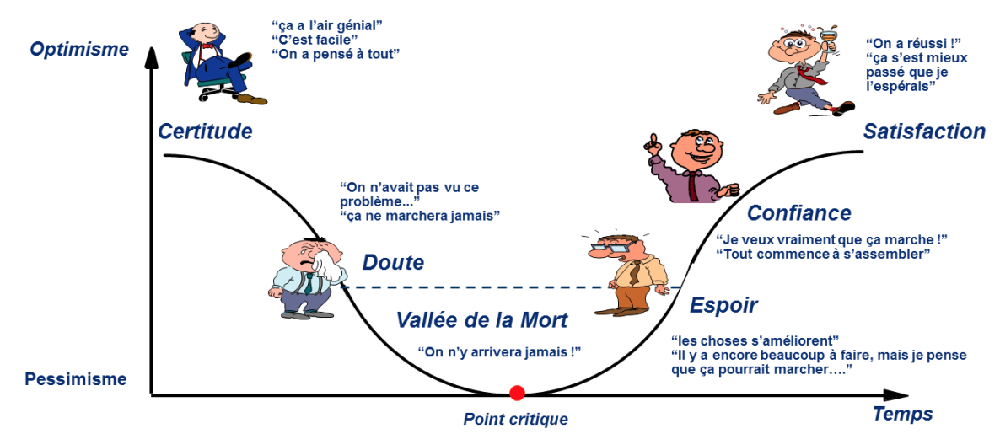 Optimisme
“ça a l’air génial”
“C’est facile”
“On a pensé à tout”
“On a réussi !”
“ça s’est mieux
passé que je
l’espérais”
Certitude
Satisfaction
“On n’avait pas vu ce
problème...”
“ça ne marchera jamais”
Confiance
“Je veux vraiment que ça marche !”
“Tout commence à s’assembler”
Doute
Vallée de la Mort
“On n’y arrivera jamais !”
Espoir
“les choses s’améliorent”
“Il y a encore beaucoup à faire, mais je pense
que ça pourrait marcher....”
Pessimisme
Point critique
Temps